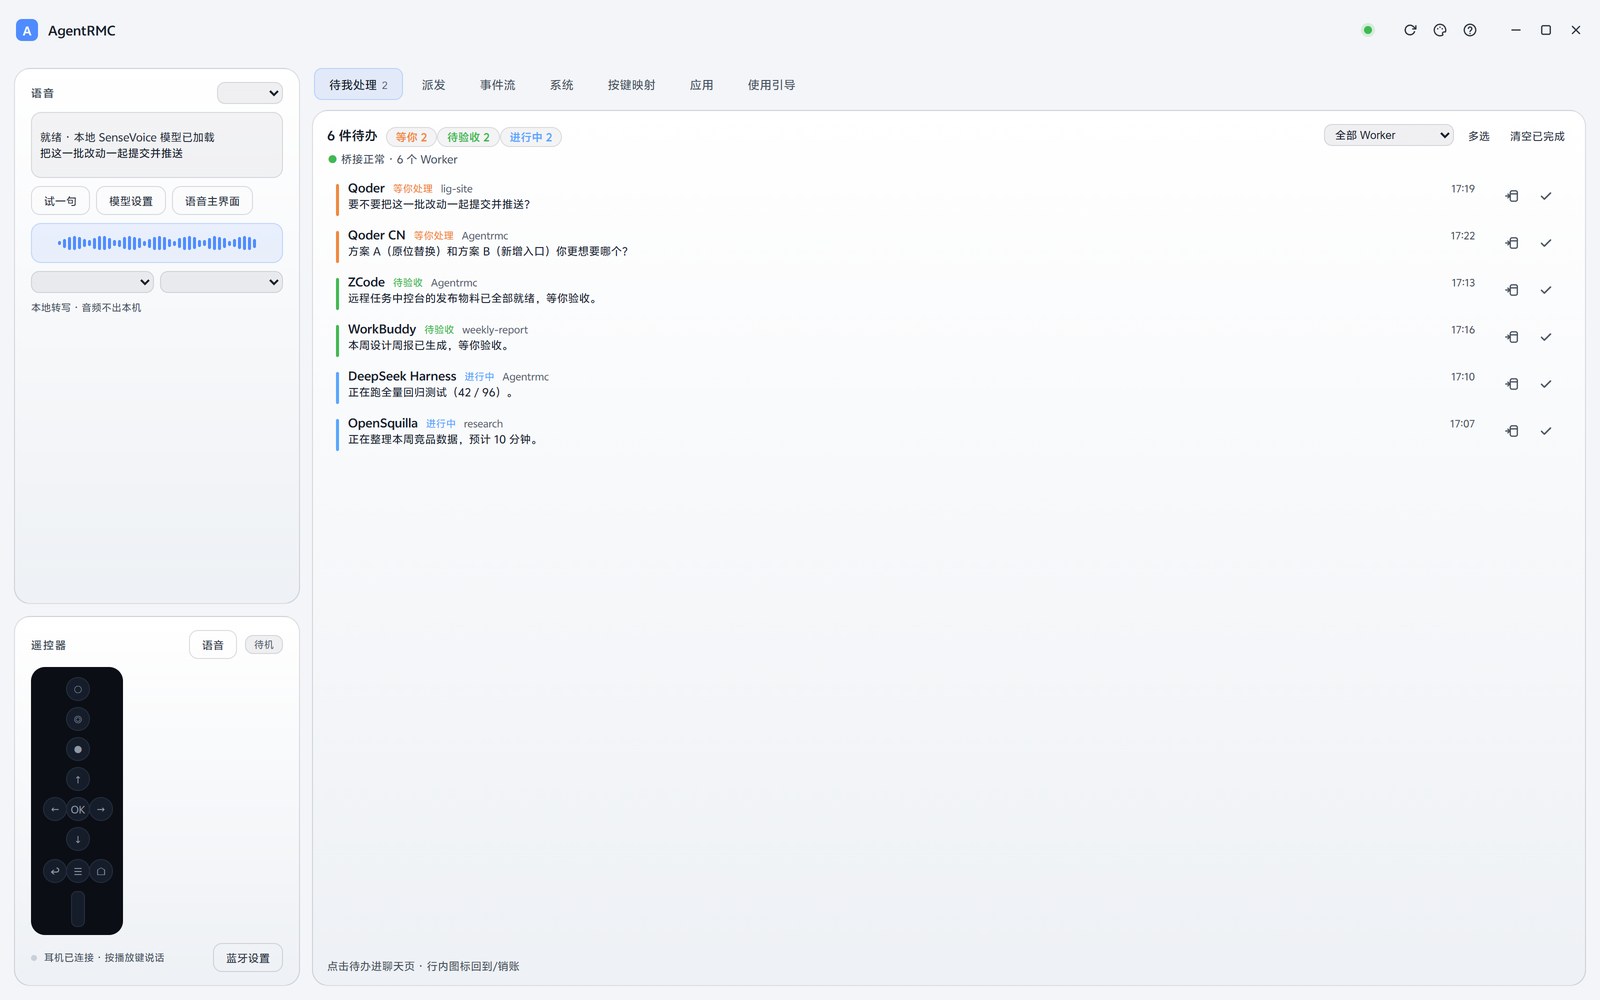 A AgentRMC
语音
就绪 · 本地 SenseVoice 模型已加载
把这一批改动一起提交并推送
试一句 模型设置 语音主界面
本地转写 · 音频不出本机
遥控器 语音 待机
OK
耳机已连接 · 按播放键说话 蓝牙设置
待我处理 2 派发 事件流 系统 按键映射 应用 使用引导
6 件待办 等你 2 待验收 2 进行中 2 全部 Worker 多选 清空已完成
桥接正常 · 6 个 Worker
Qoder 等你处理 lig-site 17:19
要不要把这一批改动一起提交并推送?
Qoder CN 等你处理 Agentrmc 17:22
方案 A（原位替换）和方案 B（新增入口）你更想要哪个?
ZCode 待验收 Agentrmc 17:13
远程任务中控台的发布物料已全部就绪，等你验收。
WorkBuddy 待验收 weekly-report 17:16
本周设计周报已生成，等你验收。
DeepSeek Harness 进行中 Agentrmc 17:10
正在跑全量回归测试（42 / 96）。
OpenSquilla 进行中 research 17:07
正在整理本周竞品数据，预计 10 分钟。
点击待办进聊天页 · 行内图标回到/销账